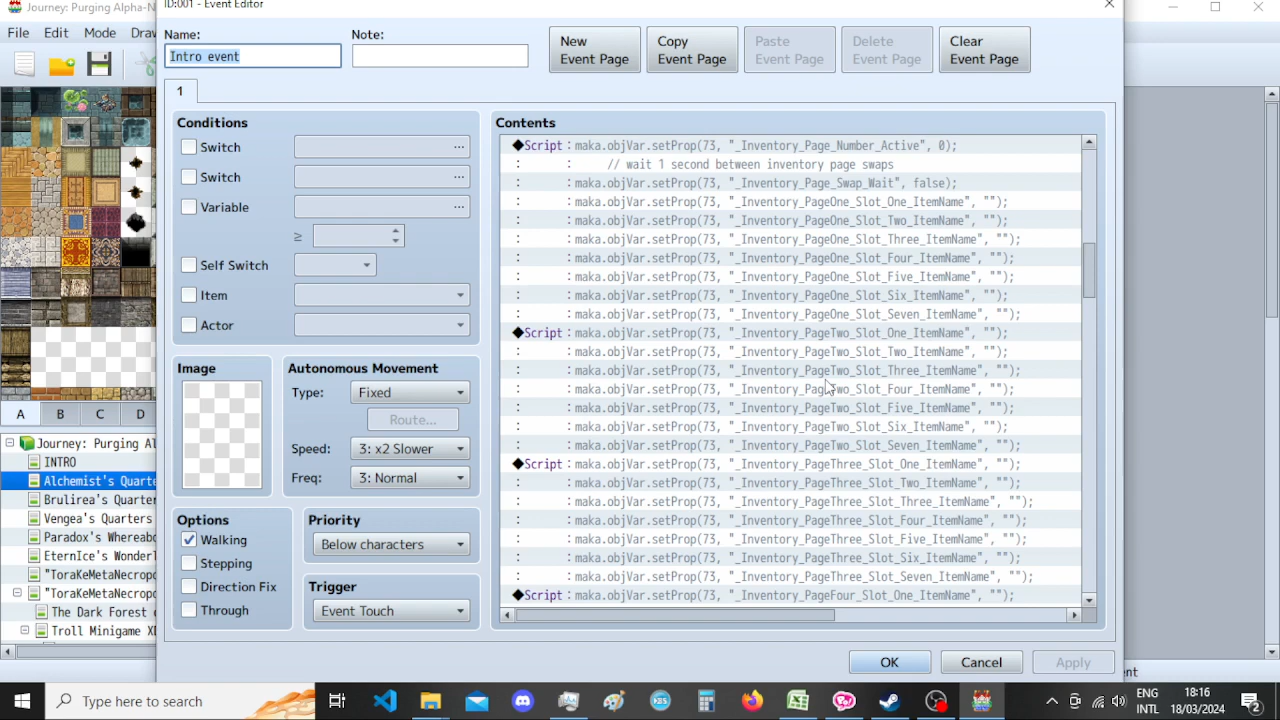 Journey: Purging Alpha-N
ID:001 - Event Editor
File Edit Mode Draw
Name:
Intro event
Note:
New
Event Page
Copy
Event Page
Paste
Event Page
Delete
Event Page
Clear
Event Page
1
Conditions
Switch
...
Switch
...
Variable
...
≥
Self Switch
Item
Actor
Image
Autonomous Movement
Type: Fixed
Route...
Speed: 3: x2 Slower
Freq: 3: Normal
Options
Walking
Stepping
Direction Fix
Through
Priority
Below characters
Trigger
Event Touch
Contents
◆Script：maka.objVar.setProp(73, "_Inventory_Page_Number_Active", 0);
：　　：　　// wait 1 second between inventory page swaps
：　　：maka.objVar.setProp(73, "_Inventory_Page_Swap_Wait", false);
：　　：maka.objVar.setProp(73, "_Inventory_PageOne_Slot_One_ItemName", "");
：　　：maka.objVar.setProp(73, "_Inventory_PageOne_Slot_Two_ItemName", "");
：　　：maka.objVar.setProp(73, "_Inventory_PageOne_Slot_Three_ItemName", "");
：　　：maka.objVar.setProp(73, "_Inventory_PageOne_Slot_Four_ItemName", "");
：　　：maka.objVar.setProp(73, "_Inventory_PageOne_Slot_Five_ItemName", "");
：　　：maka.objVar.setProp(73, "_Inventory_PageOne_Slot_Six_ItemName", "");
：　　：maka.objVar.setProp(73, "_Inventory_PageOne_Slot_Seven_ItemName", "");
◆Script：maka.objVar.setProp(73, "_Inventory_PageTwo_Slot_One_ItemName", "");
：　　：maka.objVar.setProp(73, "_Inventory_PageTwo_Slot_Two_ItemName", "");
：　　：maka.objVar.setProp(73, "_Inventory_PageTwo_Slot_Three_ItemName", "");
：　　：maka.objVar.setProp(73, "_Inventory_PageTwo_Slot_Four_ItemName", "");
：　　：maka.objVar.setProp(73, "_Inventory_PageTwo_Slot_Five_ItemName", "");
：　　：maka.objVar.setProp(73, "_Inventory_PageTwo_Slot_Six_ItemName", "");
：　　：maka.objVar.setProp(73, "_Inventory_PageTwo_Slot_Seven_ItemName", "");
◆Script：maka.objVar.setProp(73, "_Inventory_PageThree_Slot_One_ItemName", "");
：　　：maka.objVar.setProp(73, "_Inventory_PageThree_Slot_Two_ItemName", "");
：　　：maka.objVar.setProp(73, "_Inventory_PageThree_Slot_Three_ItemName", "");
：　　：maka.objVar.setProp(73, "_Inventory_PageThree_Slot_Four_ItemName", "");
：　　：maka.objVar.setProp(73, "_Inventory_PageThree_Slot_Five_ItemName", "");
：　　：maka.objVar.setProp(73, "_Inventory_PageThree_Slot_Six_ItemName", "");
：　　：maka.objVar.setProp(73, "_Inventory_PageThree_Slot_Seven_ItemName", "");
◆Script：maka.objVar.setProp(73, "_Inventory_PageFour_Slot_One_ItemName", "");
A B C D
Journey: Purging Al
INTRO
Alchemist's Quarte
Brulirea's Quarter
Vengea's Quarters
Paradox's Whereabo
EternIce's Wonderl
"ToraKeMetaNecropo
"ToraKeMetaNecropo
The Dark Forest o
Troll Minigame XD
OK
Cancel
Apply
ent
Type here to search
ENG
INTL
18:16
18/03/2024
2